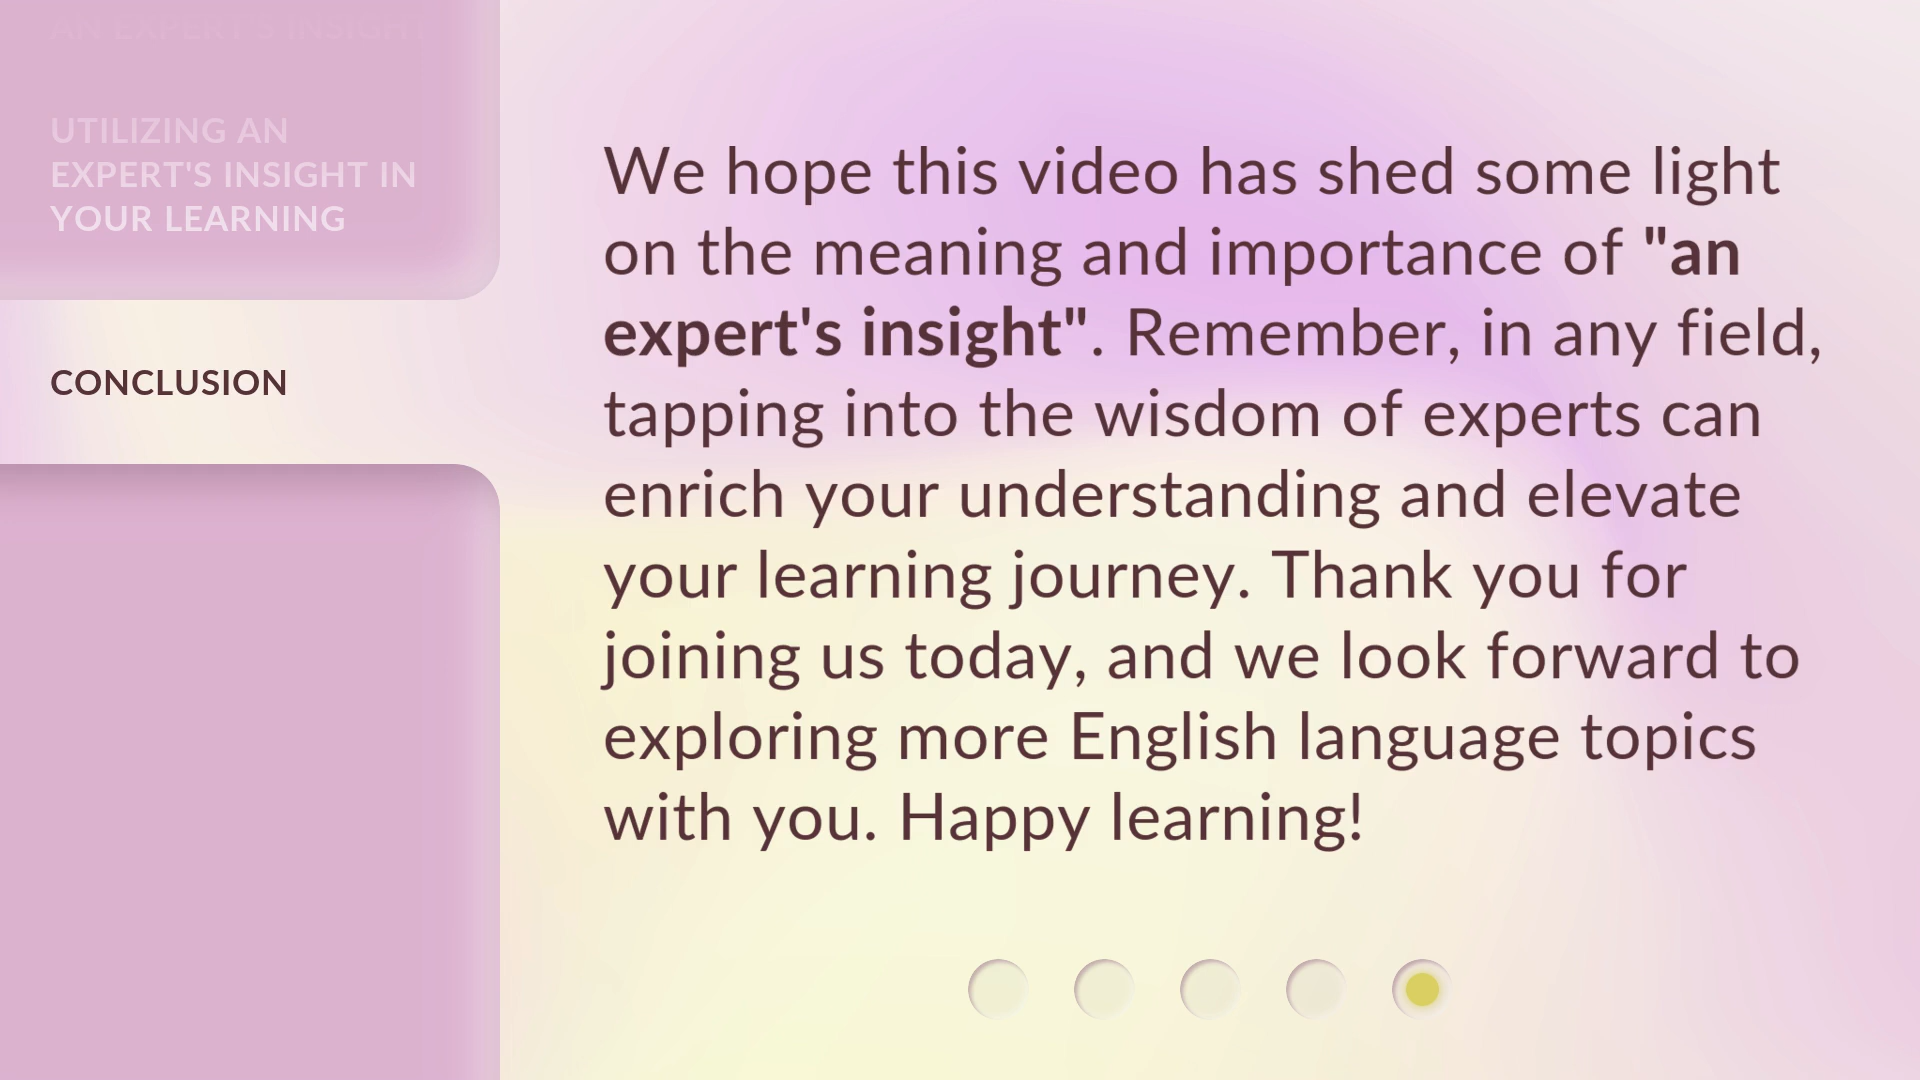 AN EXPERT'S INSIGHT
UTILIZING AN
EXPERT'S INSIGHT IN
YOUR LEARNING
CONCLUSION
We hope this video has shed some light
on the meaning and importance of "an
expert's insight". Remember, in any field,
tapping into the wisdom of experts can
enrich your understanding and elevate
your learning journey. Thank you for
joining us today, and we look forward to
exploring more English language topics
with you. Happy learning!